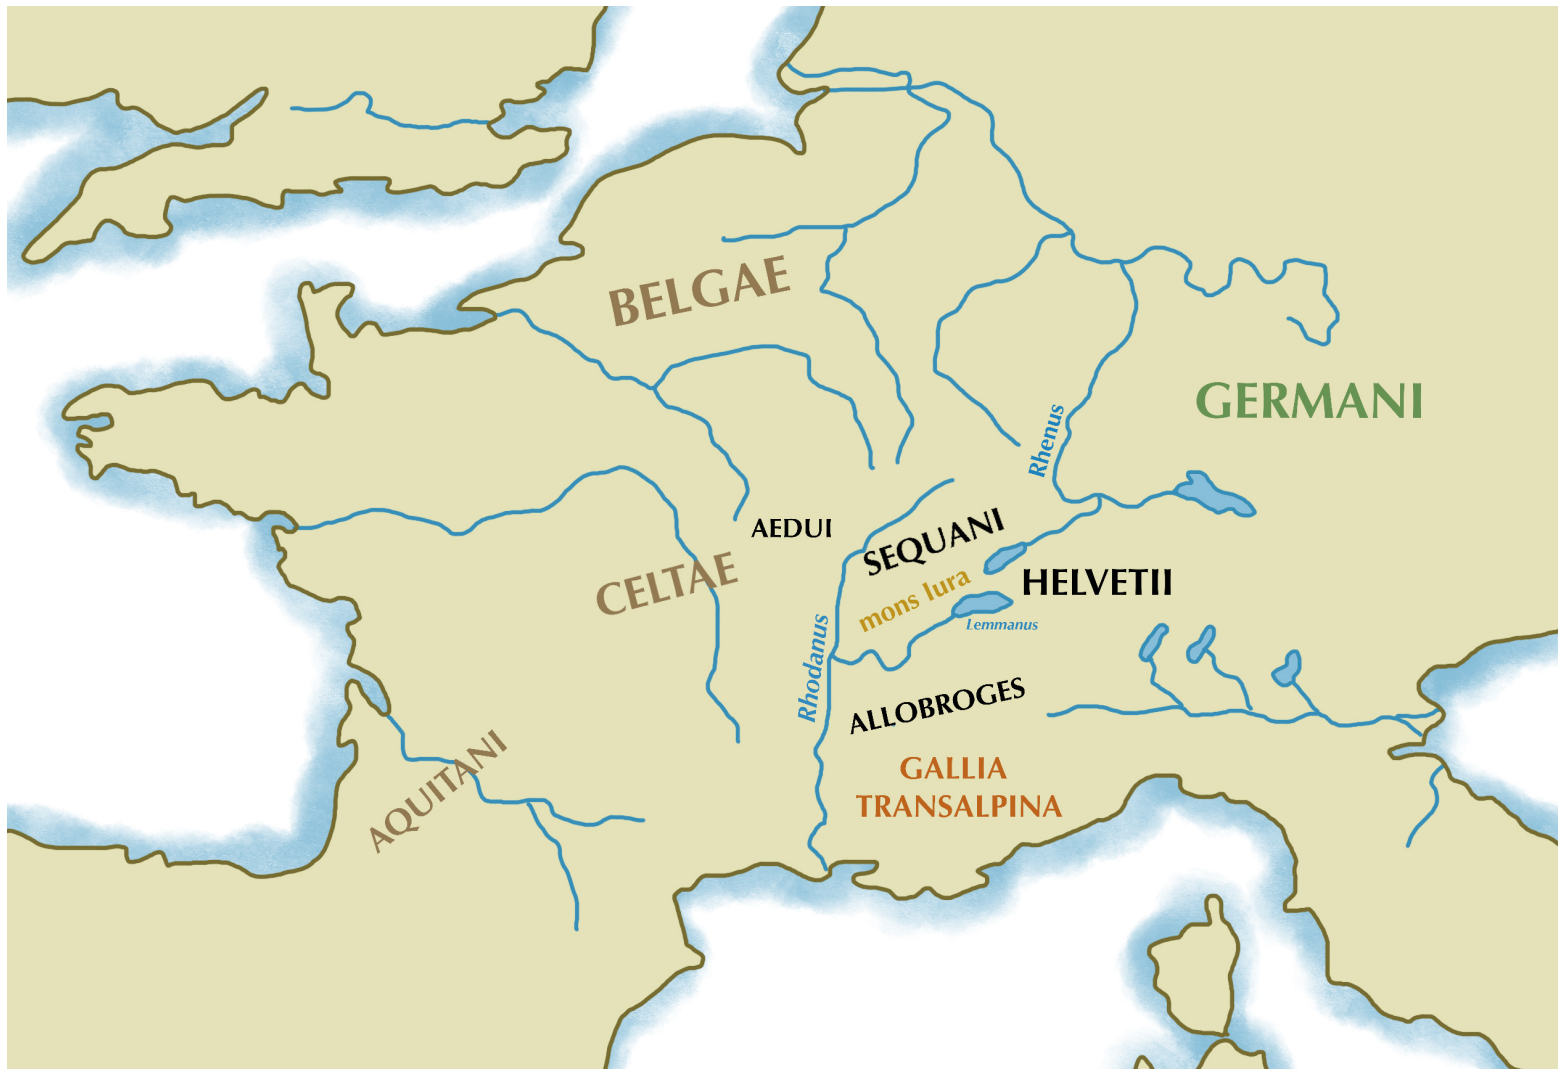 BELGAE
GERMANI
Rhenus
AEDUI
SEQUANI
CELTAE
mons Iura
HELVETII
Lemmanus
Rhodanus
ALLOBROGES
AQUITANI
GALLIA
TRANSALPINA